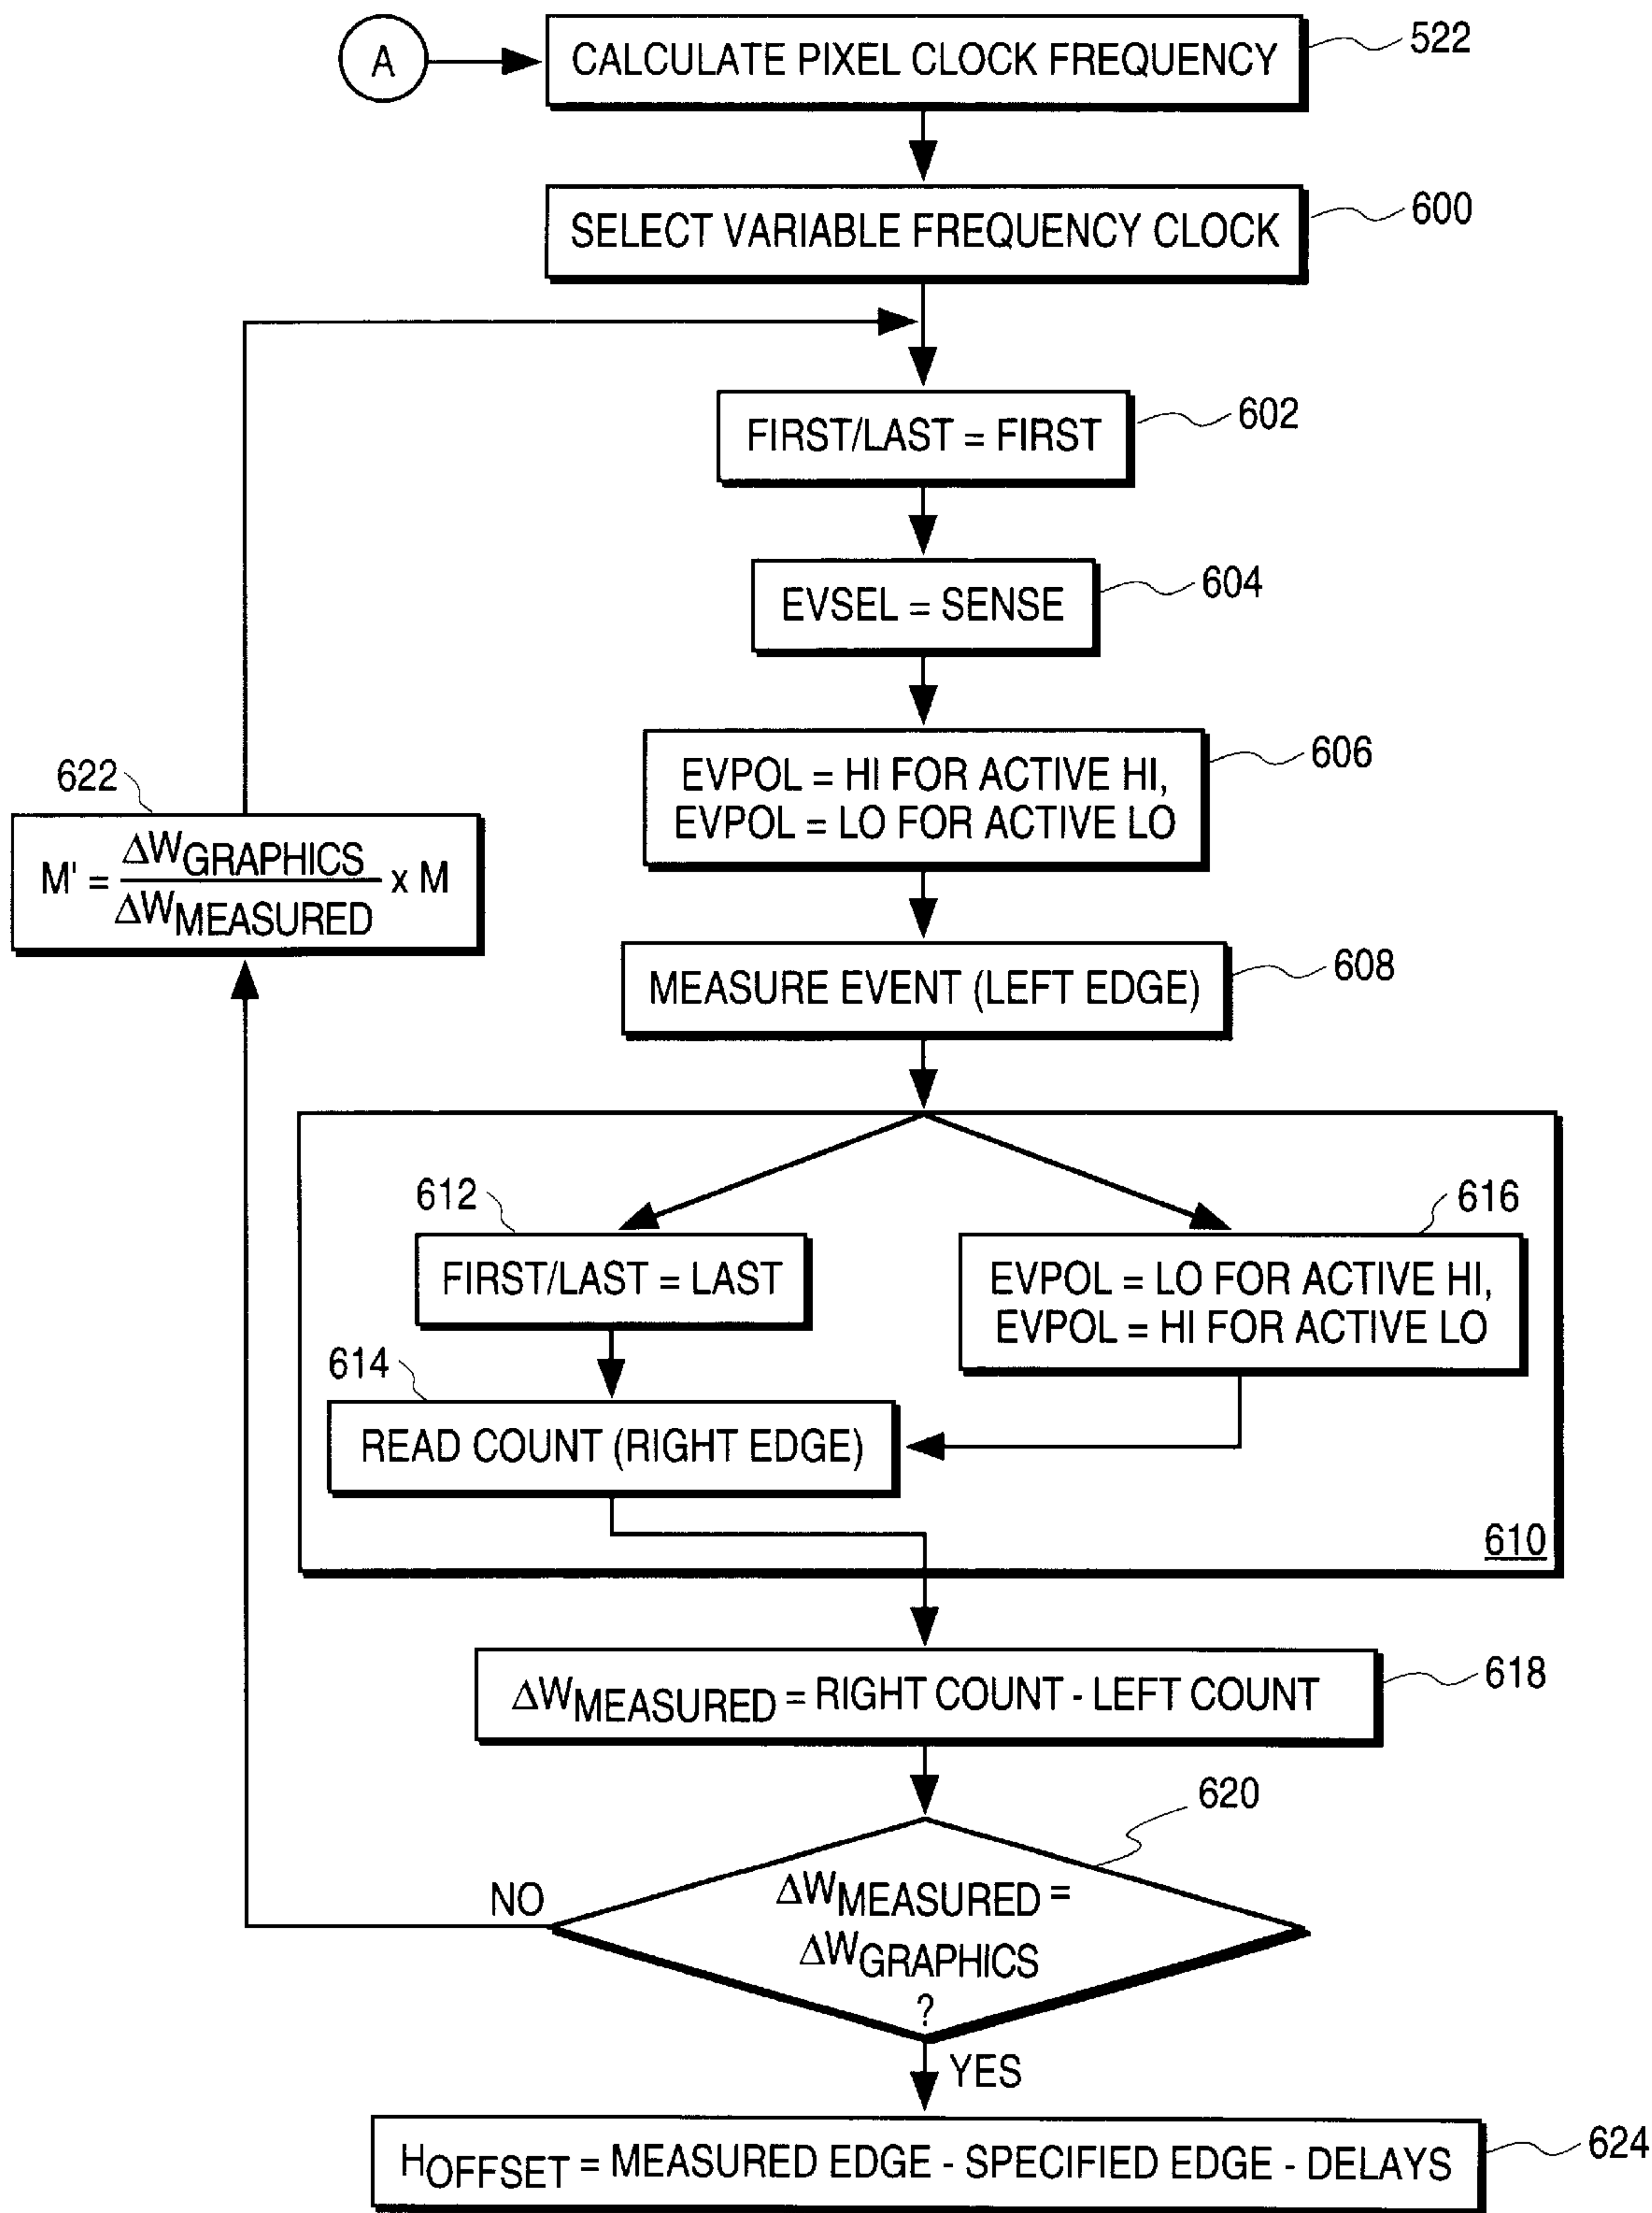 A
CALCULATE PIXEL CLOCK FREQUENCY
522
SELECT VARIABLE FREQUENCY CLOCK
600
FIRST/LAST = FIRST
602
EVSEL = SENSE
604
EVPOL = HI FOR ACTIVE HI,
EVPOL = LO FOR ACTIVE LO
606
622
M' = ΔWGRAPHICS / ΔWMEASURED x M
MEASURE EVENT (LEFT EDGE)
608
612
FIRST/LAST = LAST
616
EVPOL = LO FOR ACTIVE HI,
EVPOL = HI FOR ACTIVE LO
614
READ COUNT (RIGHT EDGE)
610
ΔWMEASURED = RIGHT COUNT - LEFT COUNT
618
620
NO
ΔWMEASURED =
ΔWGRAPHICS
?
YES
HOFFSET = MEASURED EDGE - SPECIFIED EDGE - DELAYS
624